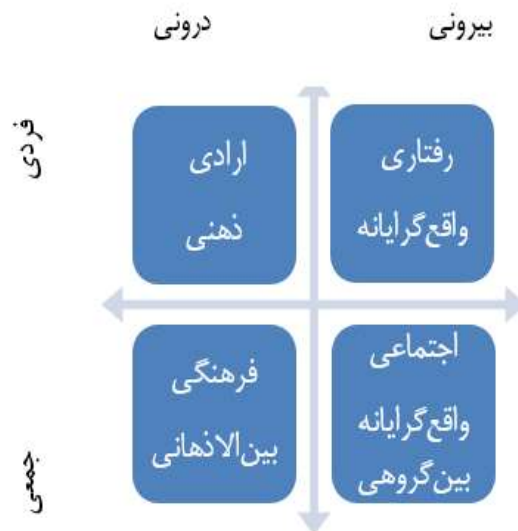 بیرونی
درونی
فردی
رفتاری
واقع‌گرایانه
ارادی
ذهنی
جمعی
اجتماعی
واقع‌گرایانه
بین‌گروهی
فرهنگی
بین‌الاذهانی